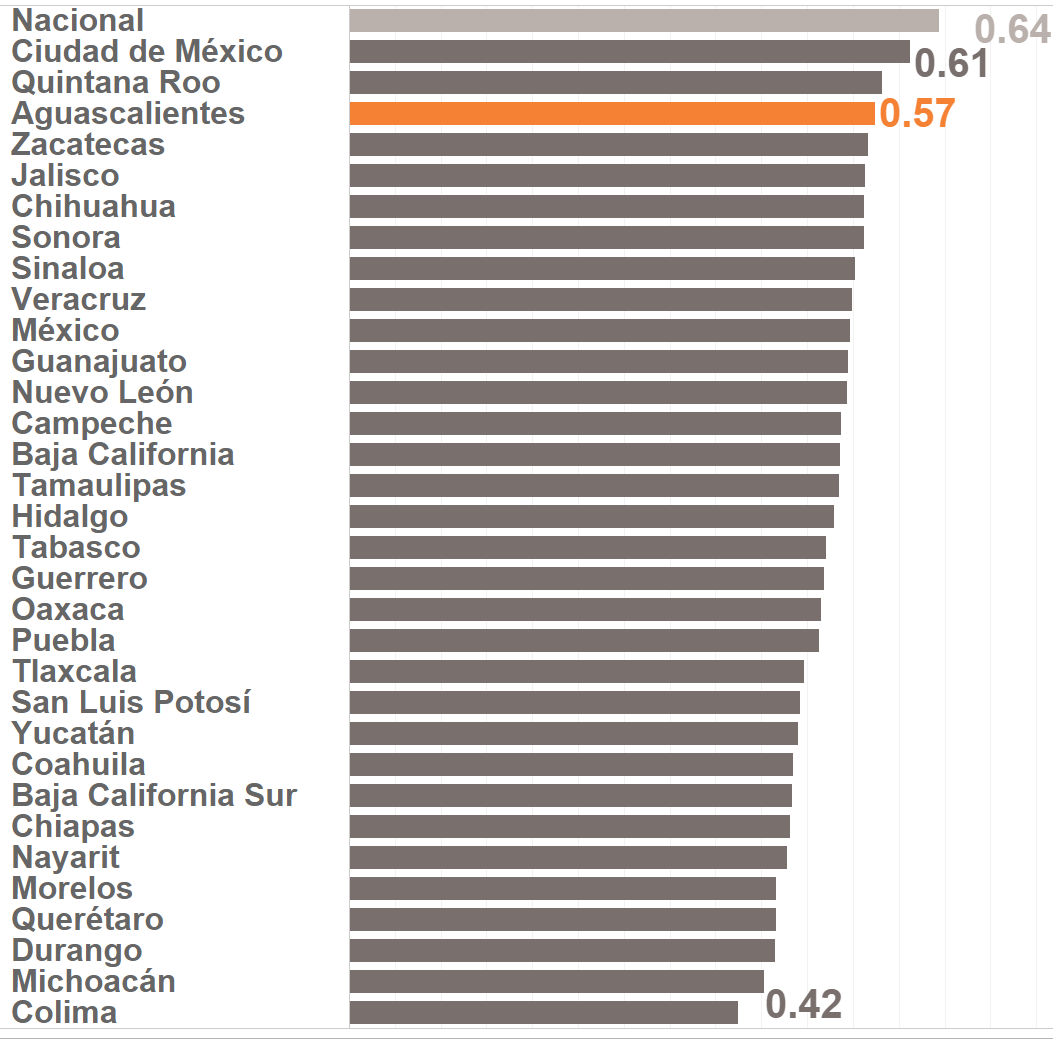 Nacional 0.64
Ciudad de México 0.61
Quintana Roo
Aguascalientes 0.57
Zacatecas
Jalisco
Chihuahua
Sonora
Sinaloa
Veracruz
México
Guanajuato
Nuevo León
Campeche
Baja California
Tamaulipas
Hidalgo
Tabasco
Guerrero
Oaxaca
Puebla
Tlaxcala
San Luis Potosí
Yucatán
Coahuila
Baja California Sur
Chiapas
Nayarit
Morelos
Querétaro
Durango
Michoacán
Colima 0.42